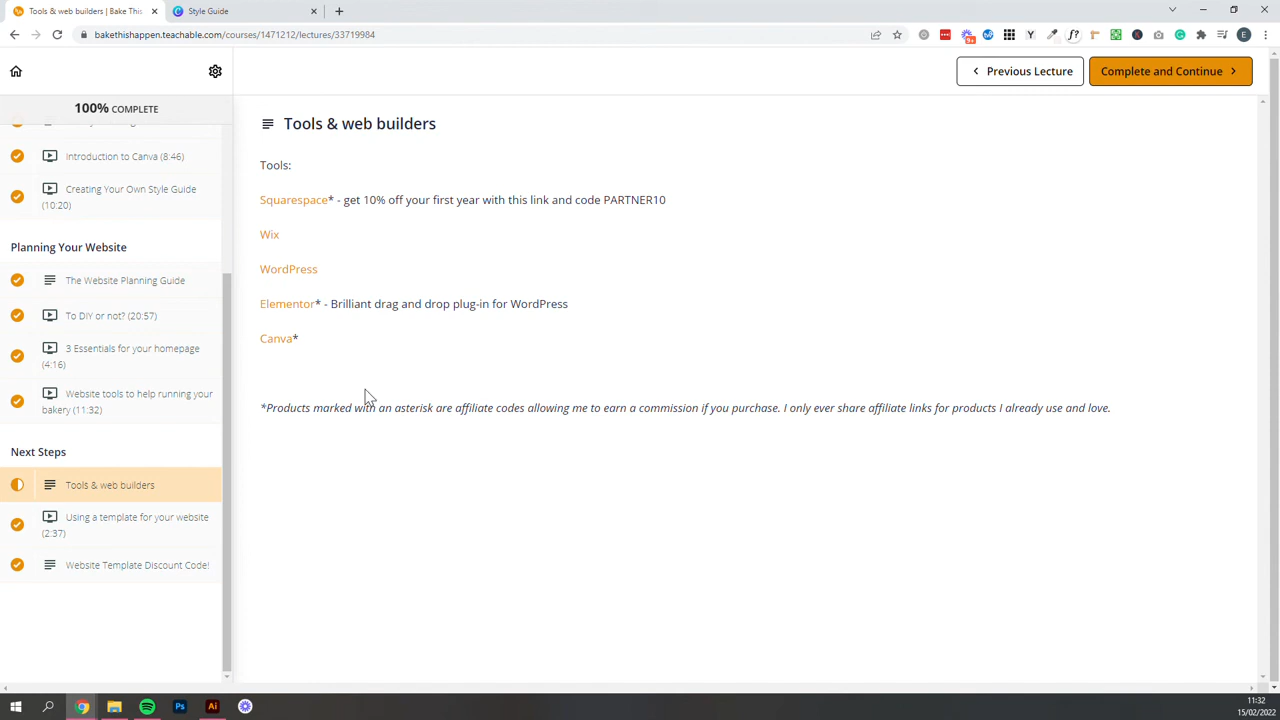 Tools & web builders | Bake This
Style Guide
bakethishappen.teachable.com/courses/1471212/lectures/33719984
9+
E
100% COMPLETE
Introduction to Canva (8:46)
Creating Your Own Style Guide
(10:20)
Planning Your Website
The Website Planning Guide
To DIY or not? (20:57)
3 Essentials for your homepage
(4:16)
Website tools to help running your
bakery (11:32)
Next Steps
Tools & web builders
Using a template for your website
(2:37)
Website Template Discount Code!
Previous Lecture
Complete and Continue
Tools & web builders
Tools:
Squarespace* - get 10% off your first year with this link and code PARTNER10
Wix
WordPress
Elementor* - Brilliant drag and drop plug-in for WordPress
Canva*
*Products marked with an asterisk are affiliate codes allowing me to earn a commission if you purchase. I only ever share affiliate links for products I already use and love.
Ps
Ai
11:32
15/02/2022